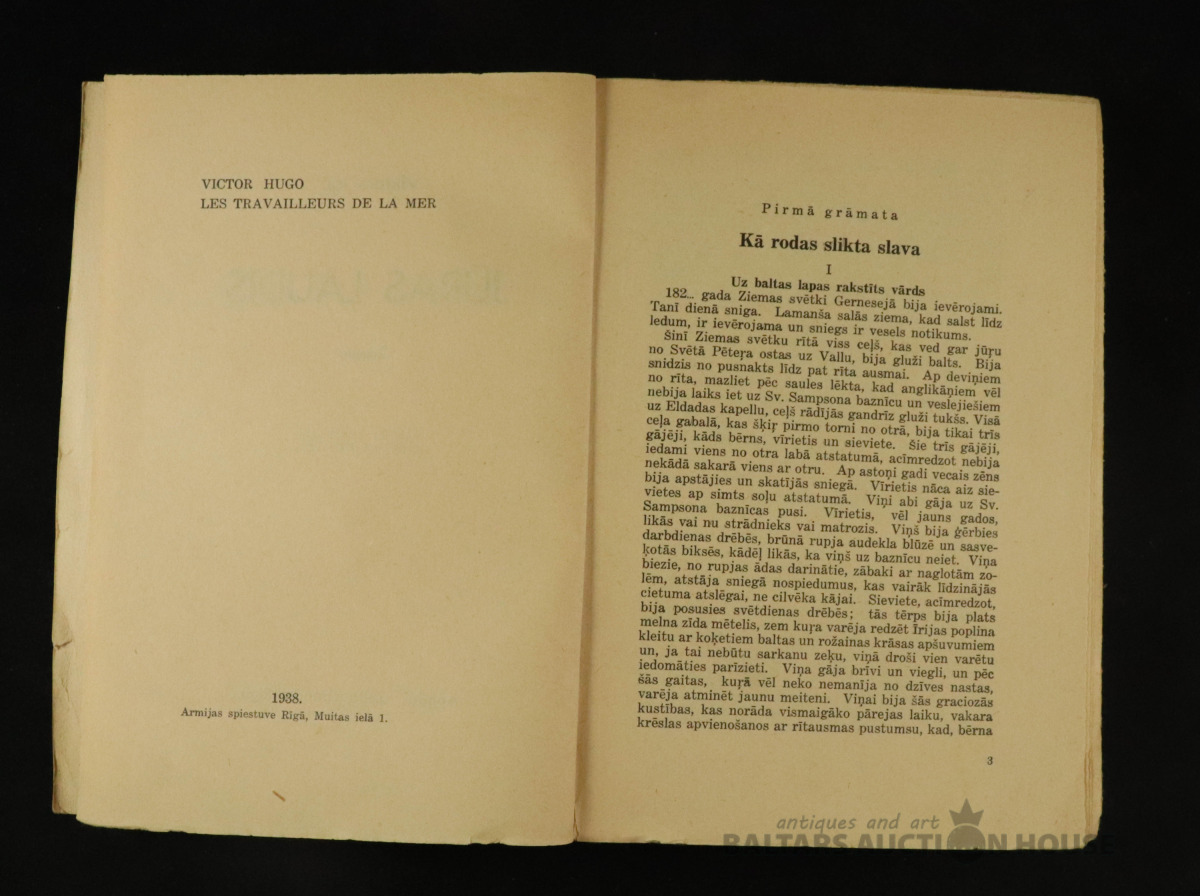 VICTOR HUGO
LES TRAVAILLEURS DE LA MER
1938.
Armijas spiestuve Rīgā, Muitas ielā 1.
Pirmā grāmata
Kā rodas slikta slava
I
Uz baltas lapas rakstīts vārds
182... gada Ziemas svētki Gernesejā bija ievērojami.
Tanī dienā sniga. Lamanša salās ziema, kad salst līdz
ledum, ir ievērojama un sniegs ir vesels notikums.
Šinī Ziemas svētku rītā viss ceļš, kas ved gar jūŗu
no Svētā Pēteŗa ostas uz Vallu, bija gluži balts. Bija
snidzis no pusnakts līdz pat rīta ausmai. Ap deviņiem
no rīta, mazliet pēc saules lēkta, kad anglikāņiem vēl
nebija laiks iet uz Sv. Sampsona baznīcu un veslejiešiem
uz Eldadas kapellu, ceļš rādījās gandrīz gluži tukšs. Visā
ceļa gabalā, kas šķiŗ pirmo torni no otrā, bija tikai trīs
gājēji, kāds bērns, vīrietis un sieviete. Šie trīs gājēji,
iedami viens no otra labā atstatumā, acīmredzot nebija
nekādā sakarā viens ar otru. Ap astoņi gadi vecais zēns
bija apstājies un skatījās sniegā. Vīrietis nāca aiz sie-
vietes ap simts soļu atstatumā. Viņi abi gāja uz Sv.
Sampsona baznīcas pusi. Vīrietis, vēl jauns gados,
likās vai nu strādnieks vai matrozis. Viņš bija ģērbies
darbdienas drēbēs, brūnā rupja audekla blūzē un sasve-
ķotās biksēs, kādēļ likās, ka viņš uz baznīcu neiet. Viņa
biezie, no rupjas ādas darinātie, zābaki ar naglotām zo-
lēm, atstāja sniegā nospiedumus, kas vairāk līdzinājās
cietuma atslēgai, ne cilvēka kājai. Sieviete, acīmredzot,
bija posusies svētdienas drēbēs; tās tērps bija plats
melna zīda mētelis, zem kuŗa varēja redzēt Īrijas poplina
kleitu ar koķetiem baltas un rožainas krāsas apšuvumiem
un, ja tai nebūtu sarkanu zeķu, viņā droši vien varētu
iedomāties parīzieti. Viņa gāja brīvi un viegli, un pēc
šās gaitas, kuŗā vēl neko nemanīja no dzīves nastas,
varēja atminēt jaunu meiteni. Viņai bija šās graciozās
kustības, kas norāda vismaigāko pārejas laiku, vakara
krēslas apvienošanos ar rītausmas pustumsu, kad, bērna
3
antiques and art
BALTARS AUCTION HOUSE